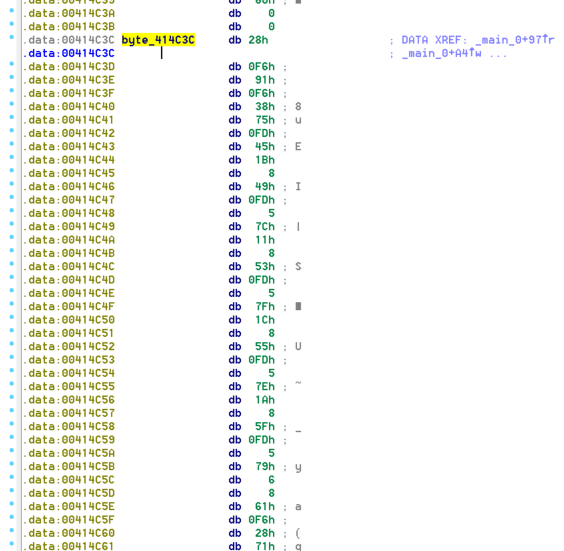 .data:00414C3A db 0
.data:00414C3B db 0
.data:00414C3C byte_414C3C db 28h ; DATA XREF: _main_0+97↑r
.data:00414C3C ; _main_0+A4↑w ...
.data:00414C3D db 0F6h ;
.data:00414C3E db 91h ;
.data:00414C3F db 0F6h ;
.data:00414C40 db 38h ; 8
.data:00414C41 db 75h ; u
.data:00414C42 db 0FDh ;
.data:00414C43 db 45h ; E
.data:00414C44 db 1Bh
.data:00414C45 db 8
.data:00414C46 db 49h ; I
.data:00414C47 db 0FDh ;
.data:00414C48 db 5
.data:00414C49 db 7Ch ; |
.data:00414C4A db 11h
.data:00414C4B db 8
.data:00414C4C db 53h ; S
.data:00414C4D db 0FDh ;
.data:00414C4E db 5
.data:00414C4F db 7Fh ; ■
.data:00414C50 db 1Ch
.data:00414C51 db 8
.data:00414C52 db 55h ; U
.data:00414C53 db 0FDh ;
.data:00414C54 db 5
.data:00414C55 db 7Eh ; ~
.data:00414C56 db 1Ah
.data:00414C57 db 8
.data:00414C58 db 5Fh ; _
.data:00414C59 db 0FDh ;
.data:00414C5A db 5
.data:00414C5B db 79h ; y
.data:00414C5C db 6
.data:00414C5D db 8
.data:00414C5E db 61h ; a
.data:00414C5F db 0F6h ;
.data:00414C60 db 28h ; (
.data:00414C61 db 71h ; q